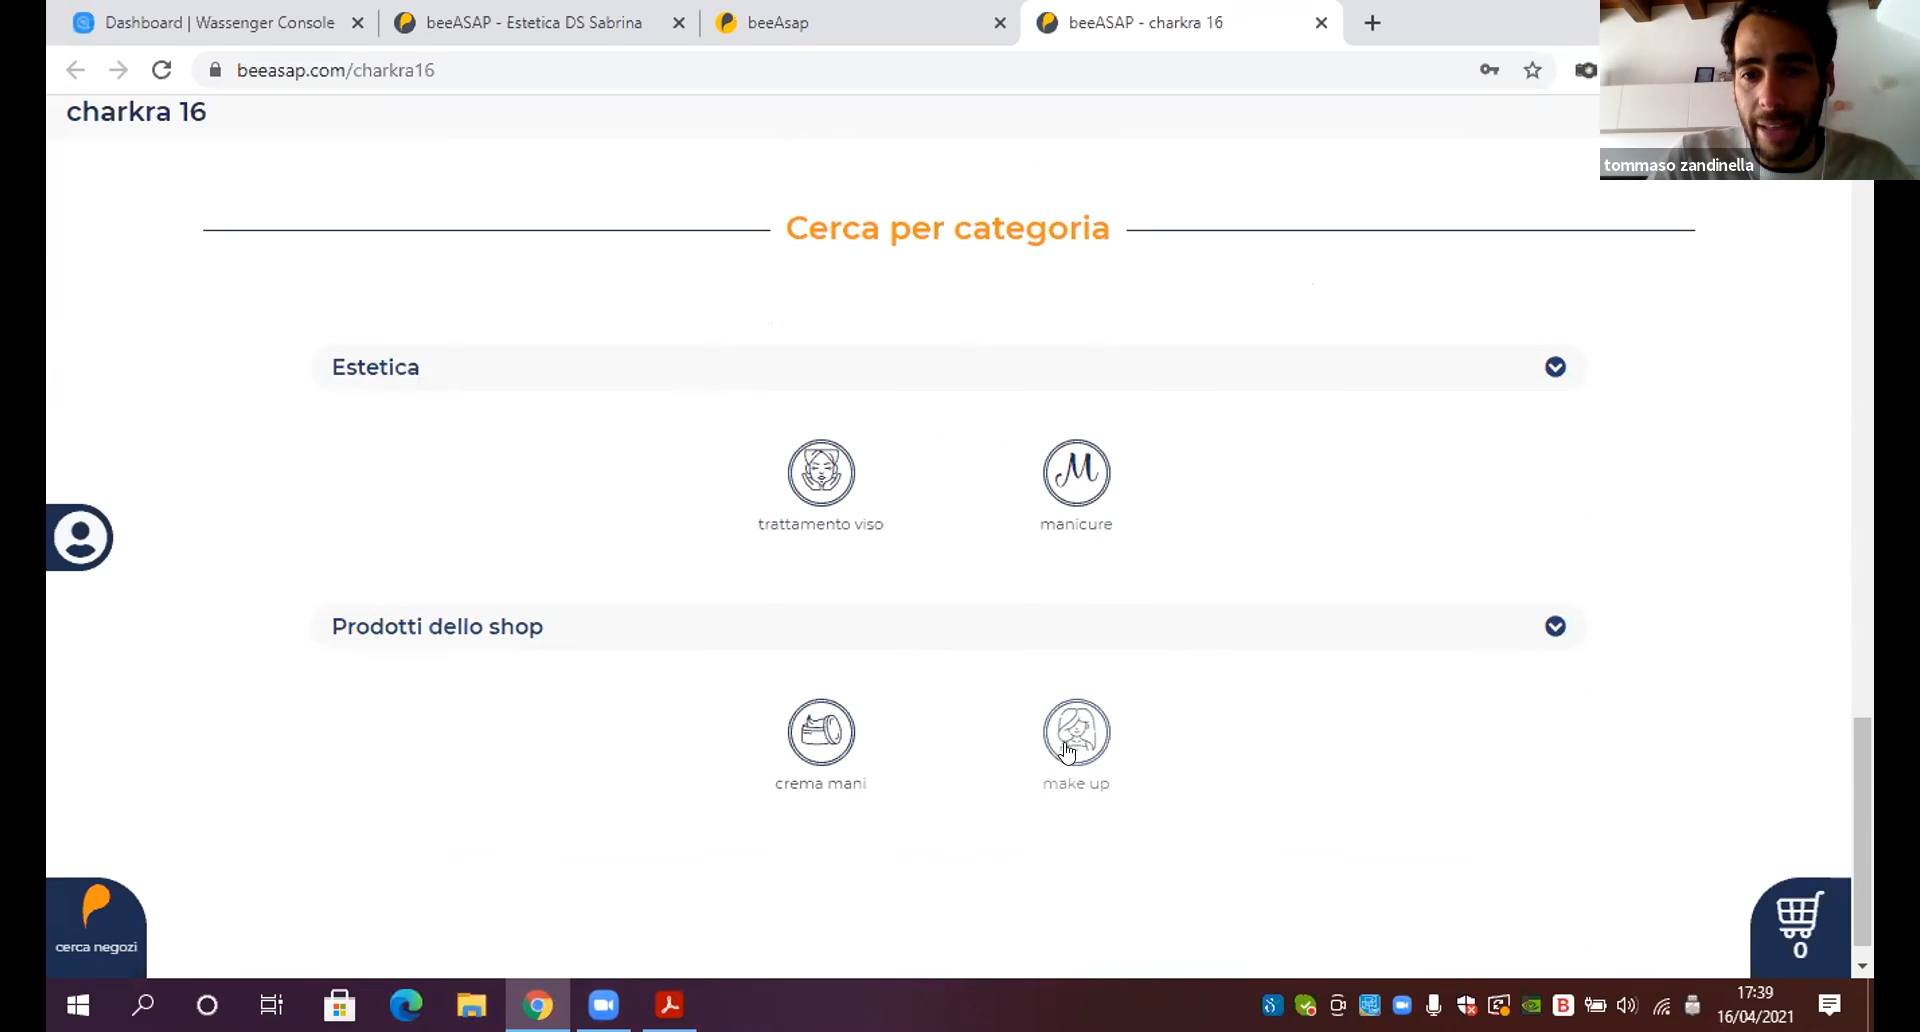 Dashboard | Wassenger Console
beeASAP - Estetica DS Sabrina
beeAsap
beeASAP - charkra 16
beeasap.com/charkra16
tommaso zandinella
charkra 16
Cerca per categoria
Estetica
M
trattamento viso
manicure
Prodotti dello shop
crema mani
make up
cerca negozi
0
B
17:39
16/04/2021